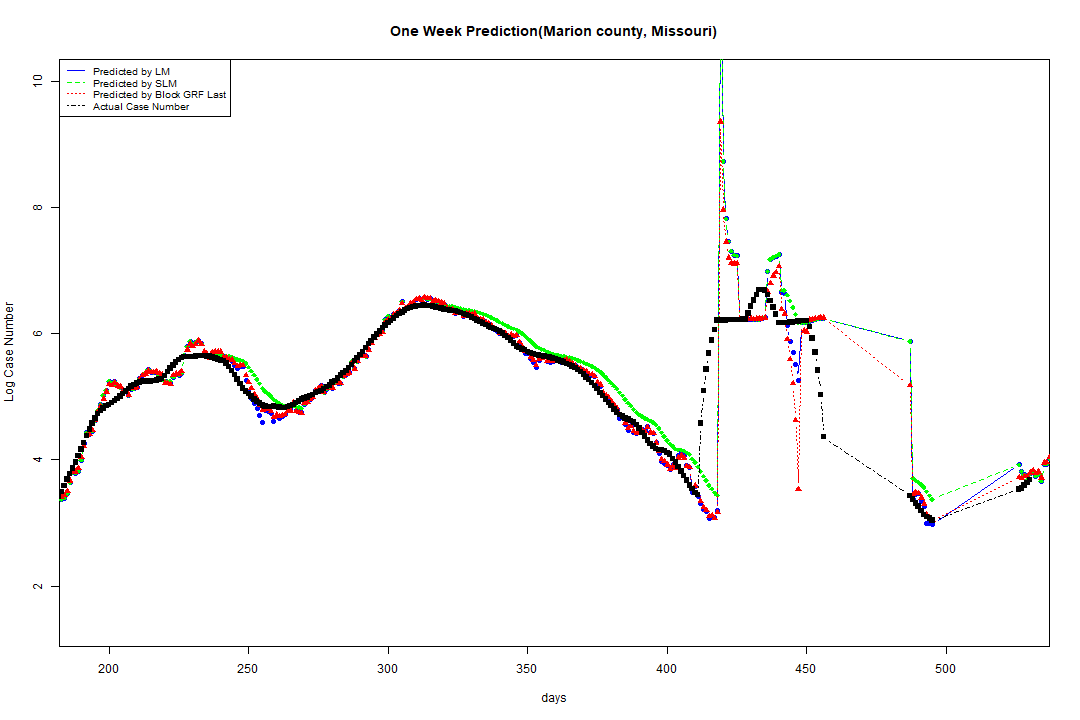 One Week Prediction(Marion county, Missouri)
Predicted by LM
Predicted by SLM
Predicted by Block GRF Last
Actual Case Number
Log Case Number
10
8
6
4
2
200 250 300 350 400 450 500
days